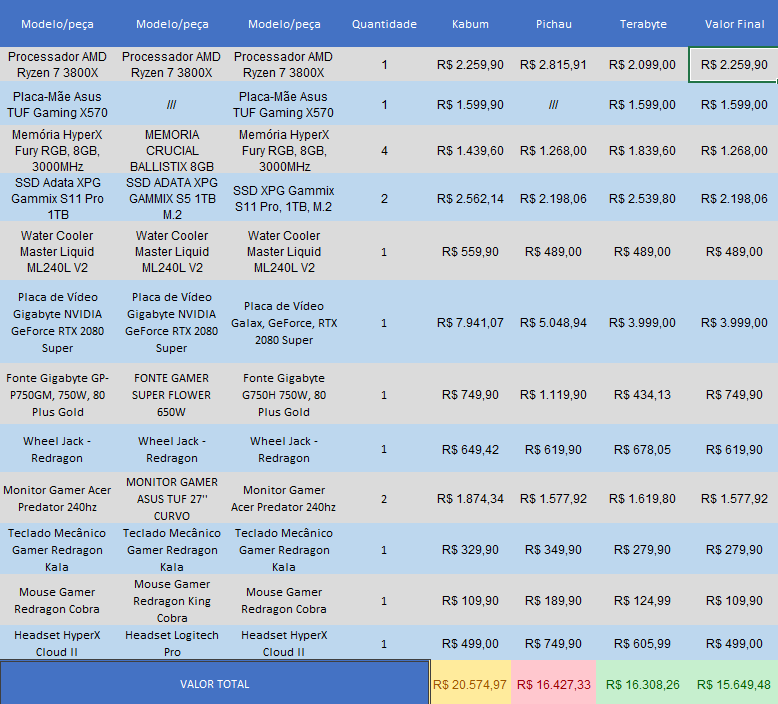 Modelo/peça Modelo/peça Modelo/peça Quantidade Kabum Pichau Terabyte Valor Final
Processador AMD Ryzen 7 3800X Processador AMD Ryzen 7 3800X Processador AMD Ryzen 7 3800X 1 R$ 2.259,90 R$ 2.815,91 R$ 2.099,00 R$ 2.259,90
Placa-Mãe Asus TUF Gaming X570 /// Placa-Mãe Asus TUF Gaming X570 1 R$ 1.599,90 /// R$ 1.599,00 R$ 1.599,00
Memória HyperX Fury RGB, 8GB, 3000MHz MEMORIA CRUCIAL BALLISTIX 8GB Memória HyperX Fury RGB, 8GB, 3000MHz 4 R$ 1.439,60 R$ 1.268,00 R$ 1.839,60 R$ 1.268,00
SSD Adata XPG Gammix S11 Pro 1TB SSD ADATA XPG GAMMIX S5 1TB M.2 SSD XPG Gammix S11 Pro, 1TB, M.2 2 R$ 2.562,14 R$ 2.198,06 R$ 2.539,80 R$ 2.198,06
Water Cooler Master Liquid ML240L V2 Water Cooler Master Liquid ML240L V2 Water Cooler Master Liquid ML240L V2 1 R$ 559,90 R$ 489,00 R$ 489,00 R$ 489,00
Placa de Vídeo Gigabyte NVIDIA GeForce RTX 2080 Super Placa de Vídeo Gigabyte NVIDIA GeForce RTX 2080 Super Placa de Vídeo Galax, GeForce, RTX 2080 Super 1 R$ 7.941,07 R$ 5.048,94 R$ 3.999,00 R$ 3.999,00
Fonte Gigabyte GP-P750GM, 750W, 80 Plus Gold FONTE GAMER SUPER FLOWER 650W Fonte Gigabyte G750H 750W, 80 Plus Gold 1 R$ 749,90 R$ 1.119,90 R$ 434,13 R$ 749,90
Wheel Jack - Redragon Wheel Jack - Redragon Wheel Jack - Redragon 1 R$ 649,42 R$ 619,90 R$ 678,05 R$ 619,90
Monitor Gamer Acer Predator 240hz MONITOR GAMER ASUS TUF 27'' CURVO Monitor Gamer Acer Predator 240hz 2 R$ 1.874,34 R$ 1.577,92 R$ 1.619,80 R$ 1.577,92
Teclado Mecânico Gamer Redragon Kala Teclado Mecânico Gamer Redragon Kala Teclado Mecânico Gamer Redragon Kala 1 R$ 329,90 R$ 349,90 R$ 279,90 R$ 279,90
Mouse Gamer Redragon Cobra Mouse Gamer Redragon King Cobra Mouse Gamer Redragon Cobra 1 R$ 109,90 R$ 189,90 R$ 124,99 R$ 109,90
Headset HyperX Cloud II Headset Logitech Pro Headset HyperX Cloud II 1 R$ 499,00 R$ 749,90 R$ 605,99 R$ 499,00
VALOR TOTAL R$ 20.574,97 R$ 16.427,33 R$ 16.308,26 R$ 15.649,48